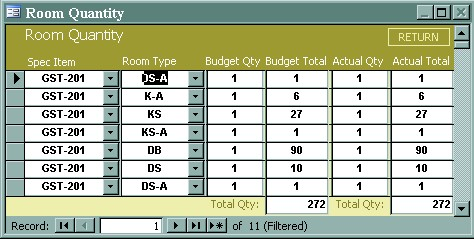 Room Quantity
Room Quantity RETURN
Spec Item Room Type Budget Qty Budget Total Actual Qty Actual Total
GST-201 DS-A 1 1 1 1
GST-201 K-A 1 6 1 6
GST-201 KS 1 27 1 27
GST-201 KS-A 1 1 1 1
GST-201 DB 1 90 1 90
GST-201 DS 1 10 1 10
GST-201 DS-A 1 1 1 1
Total Qty: 272 Total Qty: 272
Record: 1 of 11 (Filtered)